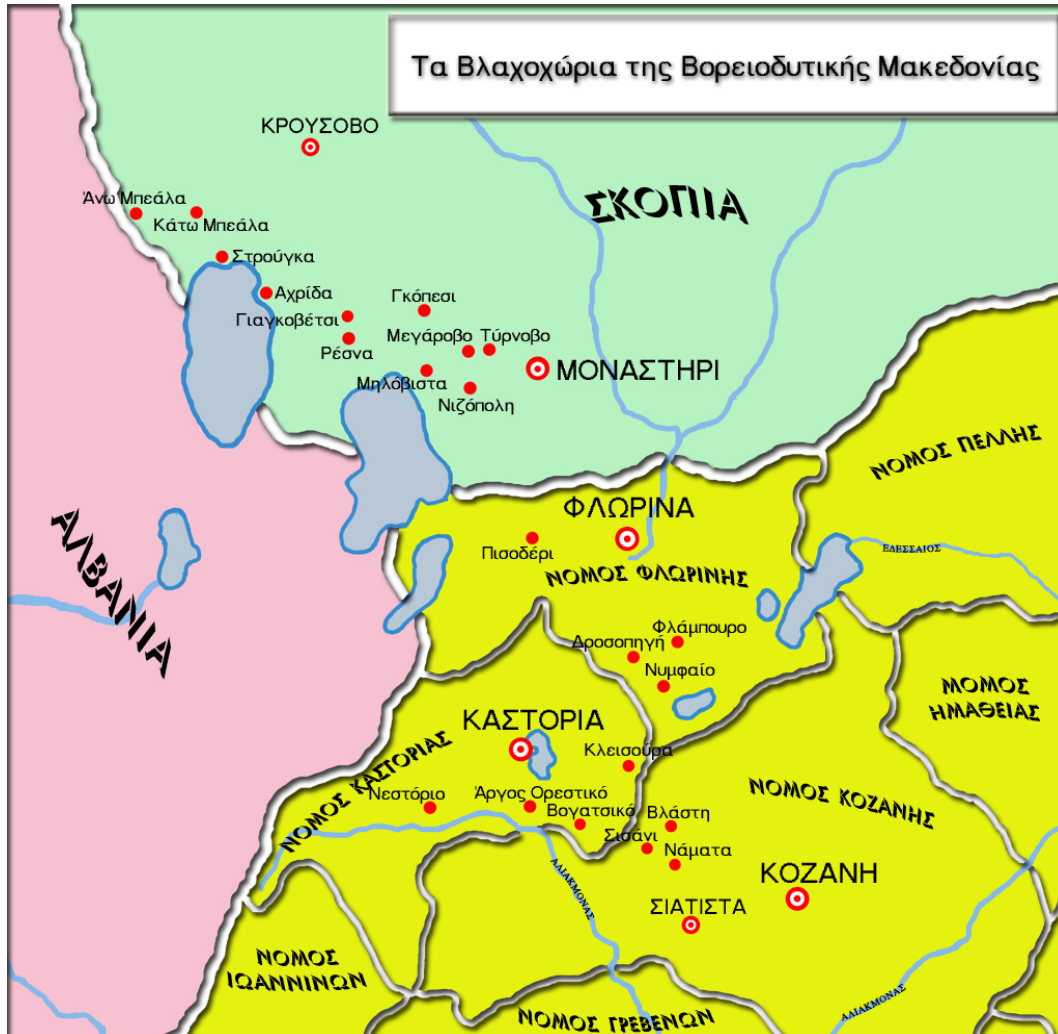 Τα Βλαχοχώρια της Βορειοδυτικής Μακεδονίας
ΚΡΟΥΣΟΒΟ
Άνω Μπεάλα
Κάτω Μπεάλα
ΣΚΟΠΙΑ
Στρούγκα
Αχρίδα
Γκόπεσι
Γιαγκοβέτσι
Μεγάροβο
Τύρνοβο
Ρέσνα
ΜΟΝΑΣΤΗΡΙ
Μηλόβιστα
Νιζόπολη
ΝΟΜΟΣ ΠΕΛΛΗΣ
ΦΛΩΡΙΝΑ
Πισοδέρι
ΕΔΕΣΣΑΙΟΣ
ΝΟΜΟΣ ΦΛΩΡΙΝΗΣ
ΑΛΒΑΝΙΑ
Φλάμπουρο
Δροσοπηγή
Νυμφαίο
ΜΟΜΟΣ
ΗΜΑΘΕΙΑΣ
ΚΑΣΤΟΡΙΑ
Κλεισούρα
ΝΟΜΟΣ ΚΑΣΤΟΡΙΑΣ
ΝΟΜΟΣ ΚΟΖΑΝΗΣ
Νεστόριο
Άργος Ορεστικό
Βογατσικό
Βλάστη
Σισάνι
Νάματα
ΑΛΙΑΚΜΟΝΑΣ
ΚΟΖΑΝΗ
ΣΙΑΤΙΣΤΑ
ΝΟΜΟΣ
ΙΩΑΝΝΙΝΩΝ
ΑΛΙΑΚΜΟΝΑΣ
ΝΟΜΟΣ ΓΡΕΒΕΝΩΝ